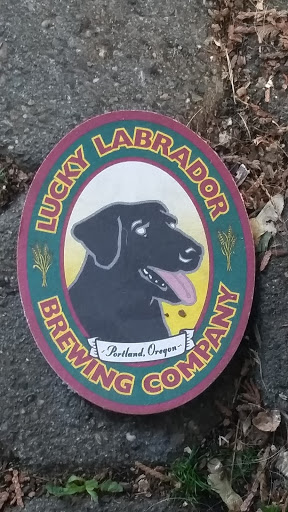 LUCKY LABRADOR
BREWING COMPANY
-Portland, Oregon-